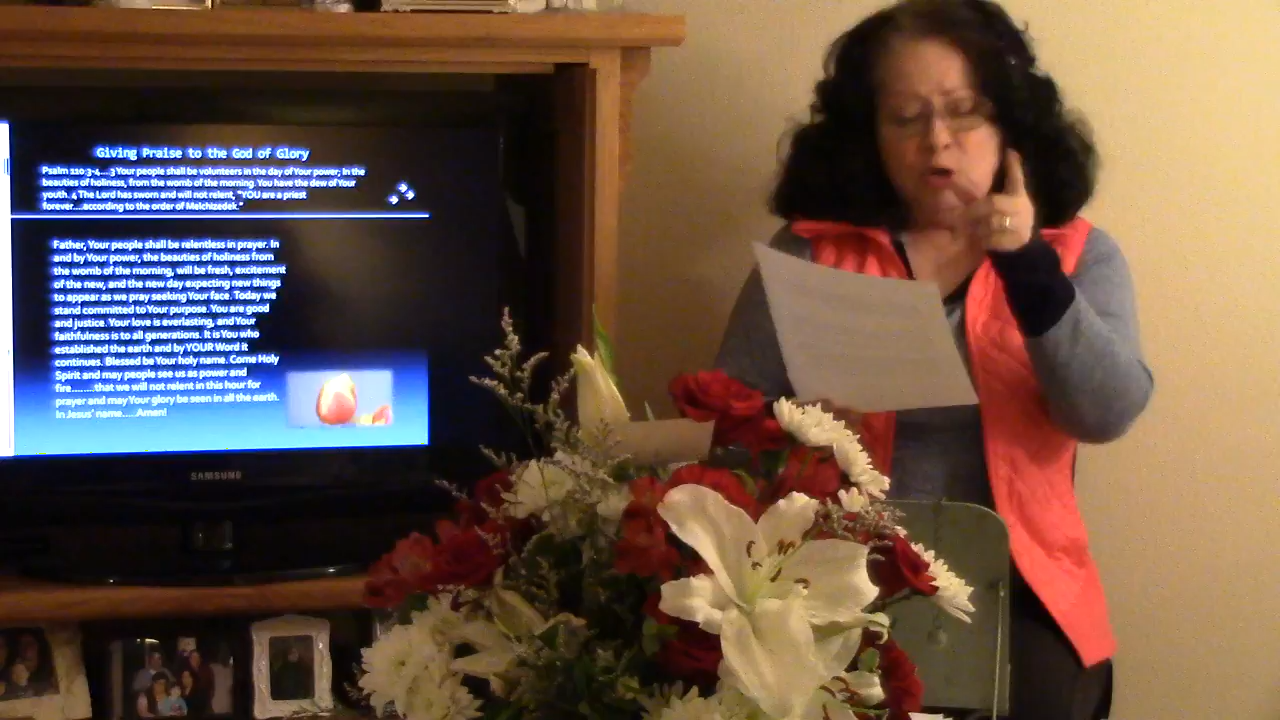 Giving Praise to the God of Glory
Psalm 110:3-4....3 Your people shall be volunteers in the day of Your power; In the
beauties of holiness, from the womb of the morning. You have the dew of Your
youth. 4 The Lord has sworn and will not relent, "YOU are a priest
forever....according to the order of Melchizedek."
Father, Your people shall be relentless in prayer. In
and by Your power, the beauties of holiness from
the womb of the morning, will be fresh, excitement
of the new, and the new day expecting new things
to appear as we pray seeking Your face. Today we
stand committed to Your purpose. You are good
and justice. Your love is everlasting, and Your
faithfulness is to all generations. It is You who
established the earth and by YOUR Word it
continues. Blessed be Your holy name. Come Holy
Spirit and may people see us as power and
fire........that we will not relent in this hour for
prayer and may Your glory be seen in all the earth.
In Jesus' name.....Amen!
SAMSUNG